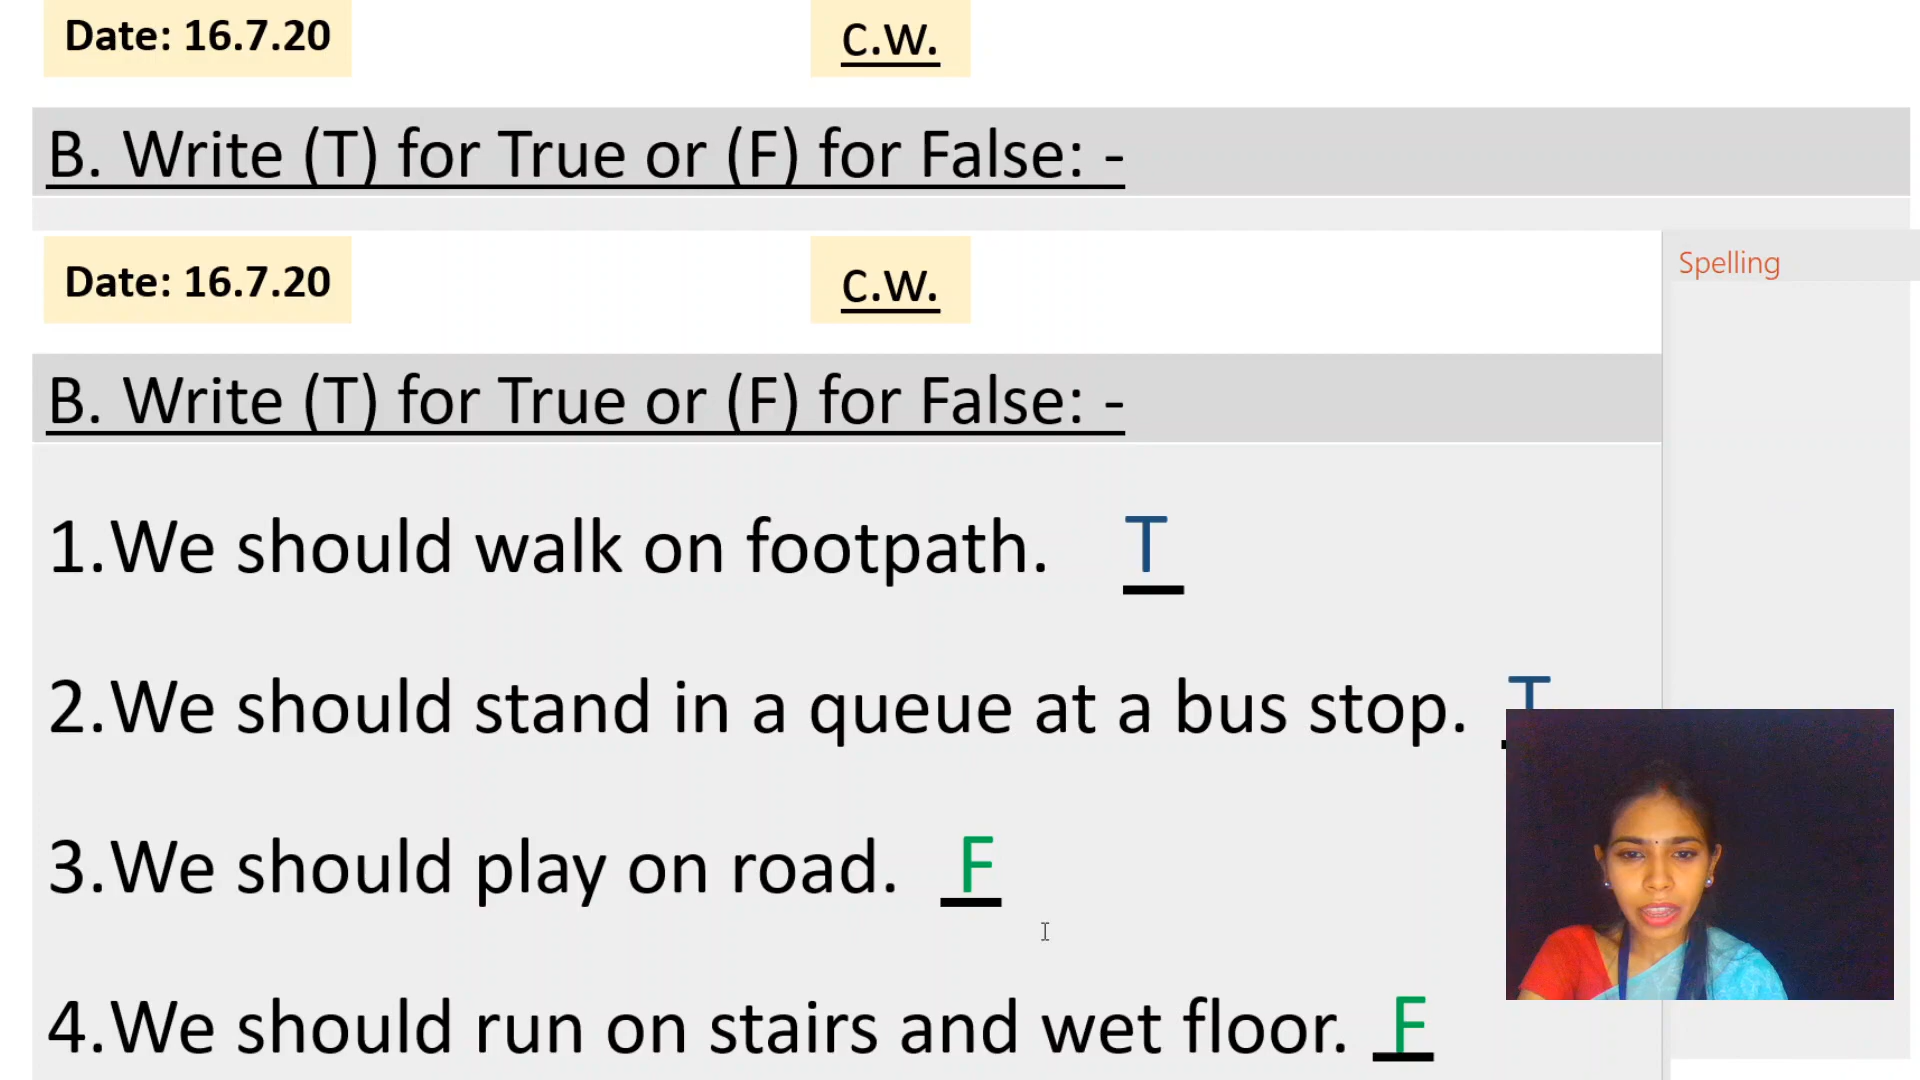 Date: 16.7.20
c.w.
B. Write (T) for True or (F) for False: -
Date: 16.7.20
c.w.
Spelling
B. Write (T) for True or (F) for False: -
1.We should walk on footpath. T
2.We should stand in a queue at a bus stop. T
3.We should play on road. F
4.We should run on stairs and wet floor. F